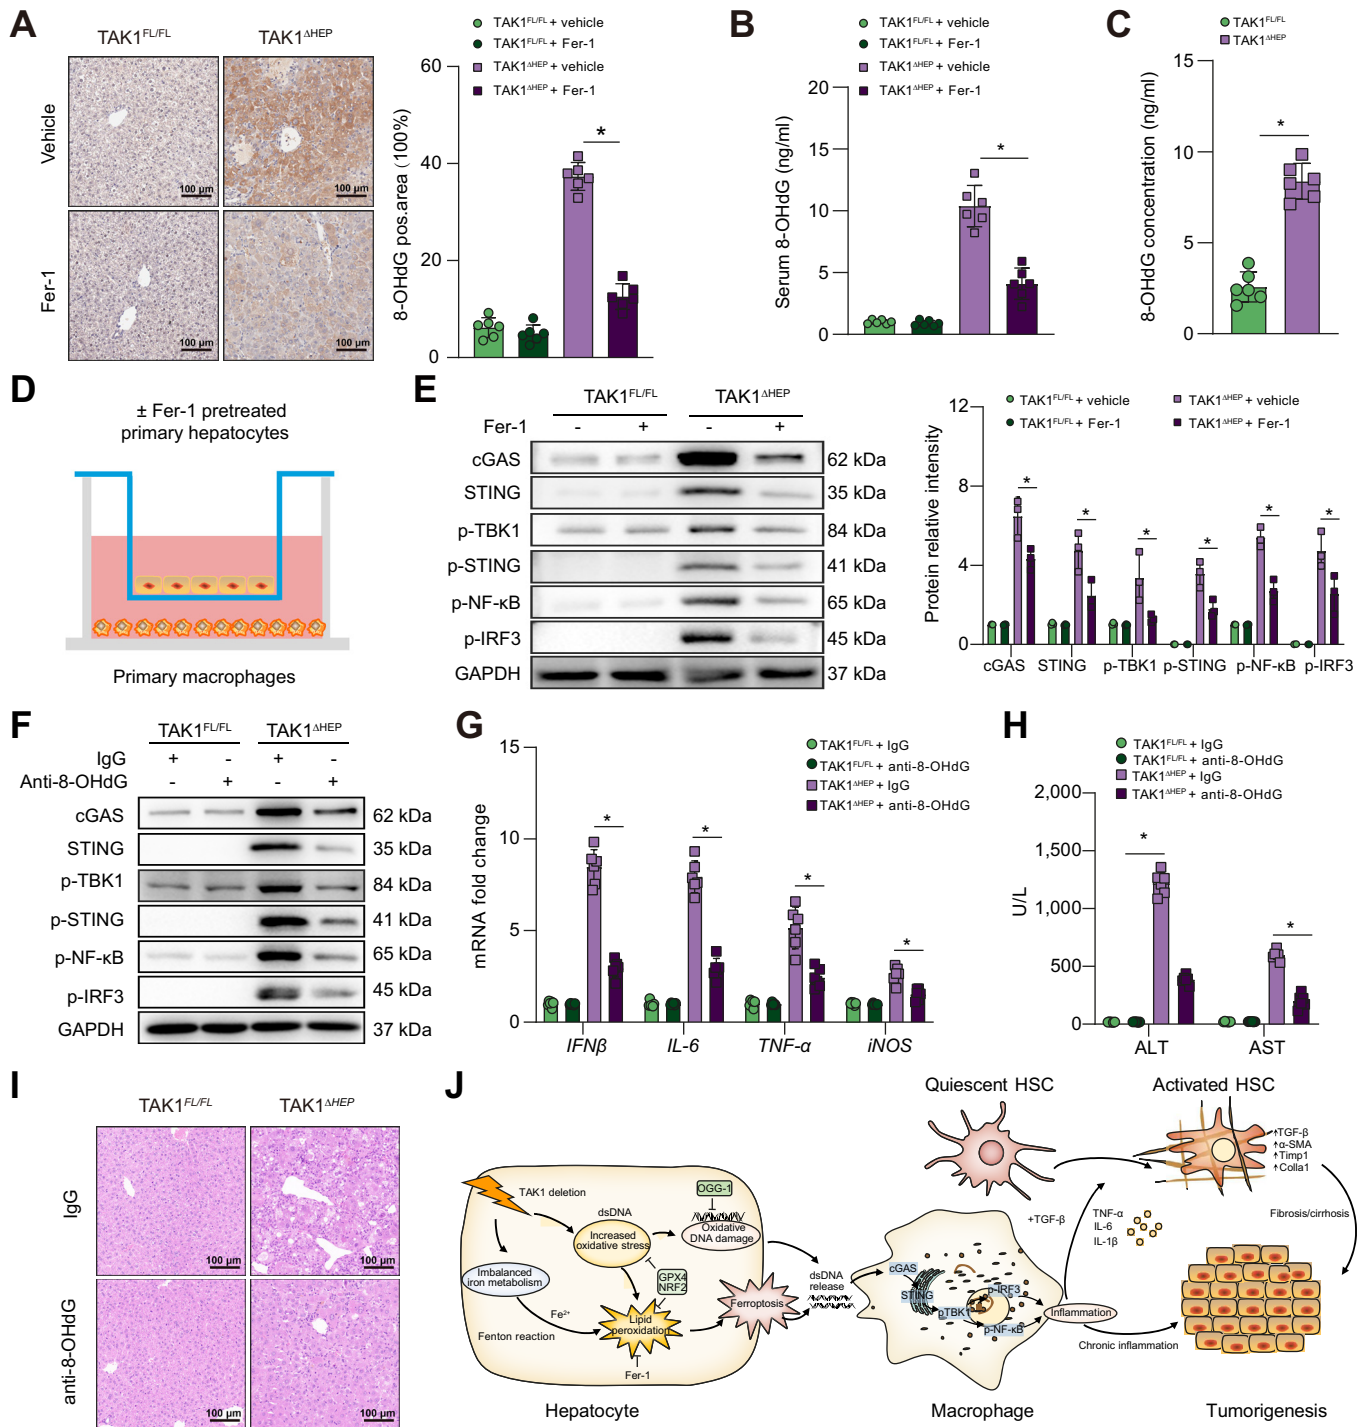 A
TAK1FL/FL
TAK1ΔHEP
Vehicle
Fer-1
100 µm
100 µm
100 µm
100 µm
TAK1FL/FL + vehicle
TAK1FL/FL + Fer-1
TAK1ΔHEP + vehicle
TAK1ΔHEP + Fer-1
8-OHdG pos.area (100%)
60
40
20
0
*
B
TAK1FL/FL + vehicle
TAK1FL/FL + Fer-1
TAK1ΔHEP + vehicle
TAK1ΔHEP + Fer-1
Serum 8-OHdG (ng/ml)
20
15
10
5
0
*
C
TAK1FL/FL
TAK1ΔHEP
8-OHdG concentration (ng/ml)
15
10
5
0
*
D
± Fer-1 pretreated
primary hepatocytes
Primary macrophages
E
TAK1FL/FL
TAK1ΔHEP
Fer-1 - + - +
cGAS 62 kDa
STING 35 kDa
p-TBK1 84 kDa
p-STING 41 kDa
p-NF-κB 65 kDa
p-IRF3 45 kDa
GAPDH 37 kDa
TAK1FL/FL + vehicle
TAK1FL/FL + Fer-1
TAK1ΔHEP + vehicle
TAK1ΔHEP + Fer-1
Protein relative intensity
12
8
4
0
* * * * * *
cGAS STING p-TBK1 p-STING p-NF-κB p-IRF3
F
TAK1FL/FL
TAK1ΔHEP
IgG + - + -
Anti-8-OHdG - + - +
cGAS 62 kDa
STING 35 kDa
p-TBK1 84 kDa
p-STING 41 kDa
p-NF-κB 65 kDa
p-IRF3 45 kDa
GAPDH 37 kDa
G
TAK1FL/FL + IgG
TAK1FL/FL + anti-8-OHdG
TAK1ΔHEP + IgG
TAK1ΔHEP + anti-8-OHdG
mRNA fold change
15
10
5
0
* * * *
IFNβ IL-6 TNF-α iNOS
H
TAK1FL/FL + IgG
TAK1FL/FL + anti-8-OHdG
TAK1ΔHEP + IgG
TAK1ΔHEP + anti-8-OHdG
U/L
2,000
1,500
1,000
500
0
* *
ALT AST
I
TAK1FL/FL
TAK1ΔHEP
IgG
anti-8-OHdG
100 µm
100 µm
100 µm
100 µm
J
Quiescent HSC
Activated HSC
↑TGF-β
↑α-SMA
↑Timp1
↑Colla1
TAK1 deletion
OGG-1
dsDNA
Increased
oxidative stress
Oxidative
DNA damage
Imbalanced
iron metabolism
GPX4
NRF2
Fe2+
Fenton reaction
Lipid
peroxidation
Fer-1
Ferroptosis
dsDNA
release
cGAS
STING
pTBK1
p-IRF3
p-NF-κB
Inflammation
+TGF-β
TNF-α
IL-6
IL-1β
Fibrosis/cirrhosis
Chronic inflammation
Hepatocyte
Macrophage
Tumorigenesis